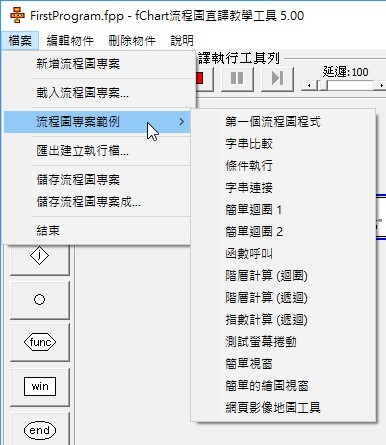 FirstProgram.fpp - fChart流程圖直譯教學工具 5.00
檔案 編輯物件 刪除物件 說明
譯執行工具列
延遲:100
新增流程圖專案
載入流程圖專案...
流程圖專案範例
匯出建立執行檔...
儲存流程圖專案
儲存流程圖專案成...
結束
第一個流程圖程式
字串比較
條件執行
字串連接
簡單迴圈 1
簡單迴圈 2
函數呼叫
階層計算 (迴圈)
階層計算 (遞迴)
指數計算 (遞迴)
測試螢幕捲動
簡單視窗
簡單的繪圖視窗
網頁影像地圖工具
j
func
win
end